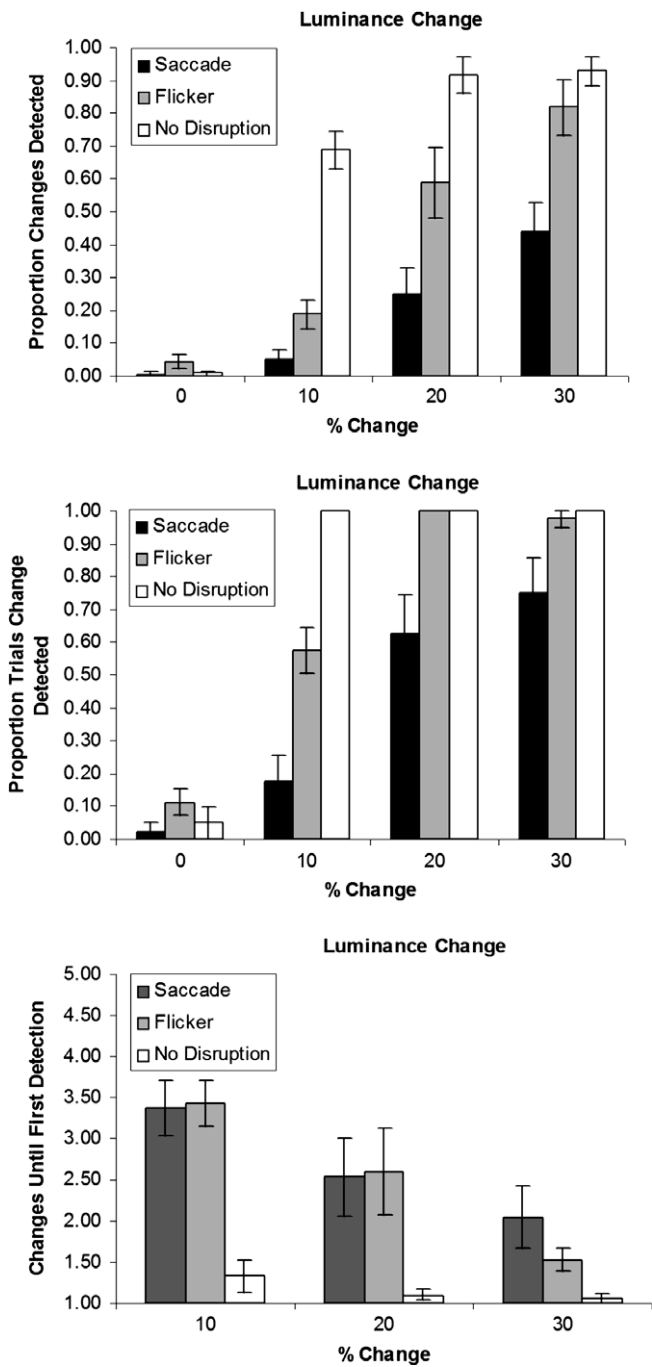 Luminance Change
Proportion Changes Detected
1.00
0.90
0.80
0.70
0.60
0.50
0.40
0.30
0.20
0.10
0.00
Saccade
Flicker
No Disruption
0 10 20 30
% Change
Luminance Change
Proportion Trials Change
Detected
1.00
0.90
0.80
0.70
0.60
0.50
0.40
0.30
0.20
0.10
0.00
Saccade
Flicker
No Disruption
0 10 20 30
% Change
Luminance Change
Changes Until First Detection
5.00
4.50
4.00
3.50
3.00
2.50
2.00
1.50
1.00
Saccade
Flicker
No Disruption
10 20 30
% Change